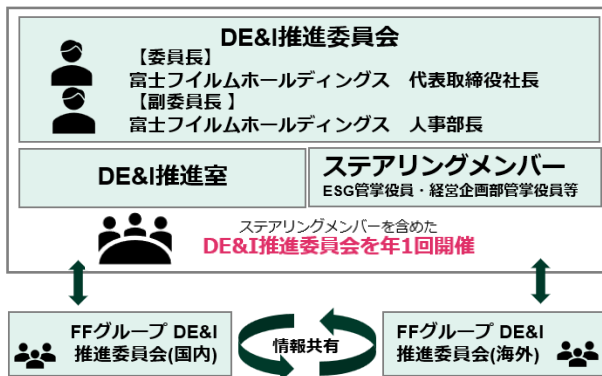 DE&I推進委員会
【委員長】
富士フイルムホールディングス　代表取締役社長
【副委員長 】
富士フイルムホールディングス　人事部長
DE&I推進室
ステアリングメンバー
ESG管掌役員・経営企画部管掌役員等
ステアリングメンバーを含めた
DE&I推進委員会を年1回開催
FFグループ DE&I
推進委員会(国内)
情報共有
FFグループ DE&I
推進委員会(海外)